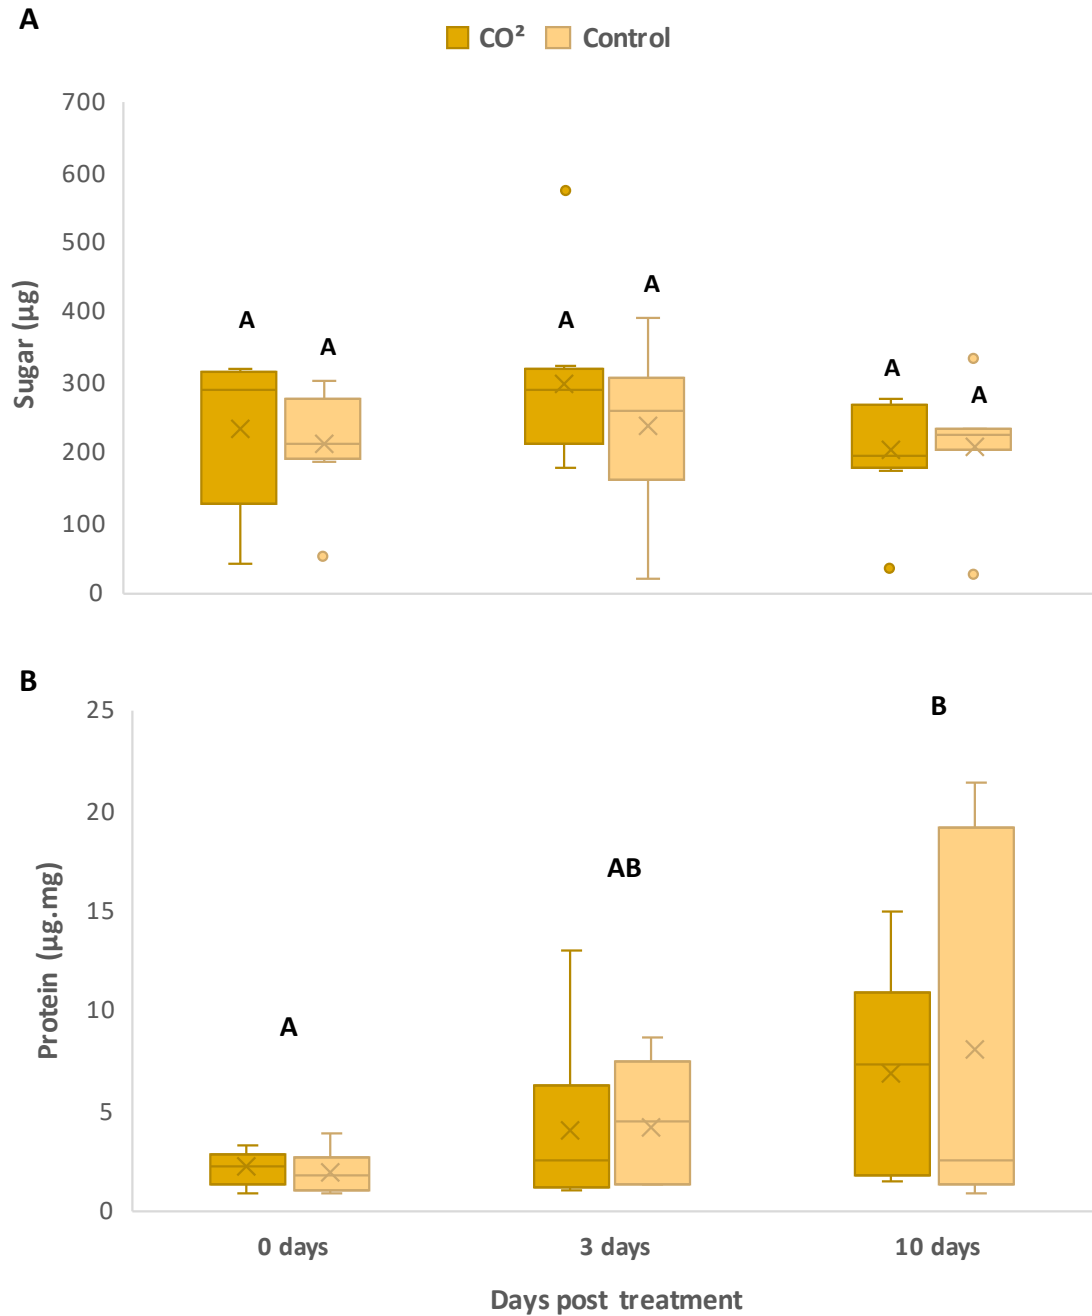 A
CO² Control
700
600
500
400
300
200
100
0
Sugar (µg)
A
A
A
A
A
A
B
25
20
15
10
5
0
Protein (µg.mg)
A
AB
B
0 days 3 days 10 days
Days post treatment